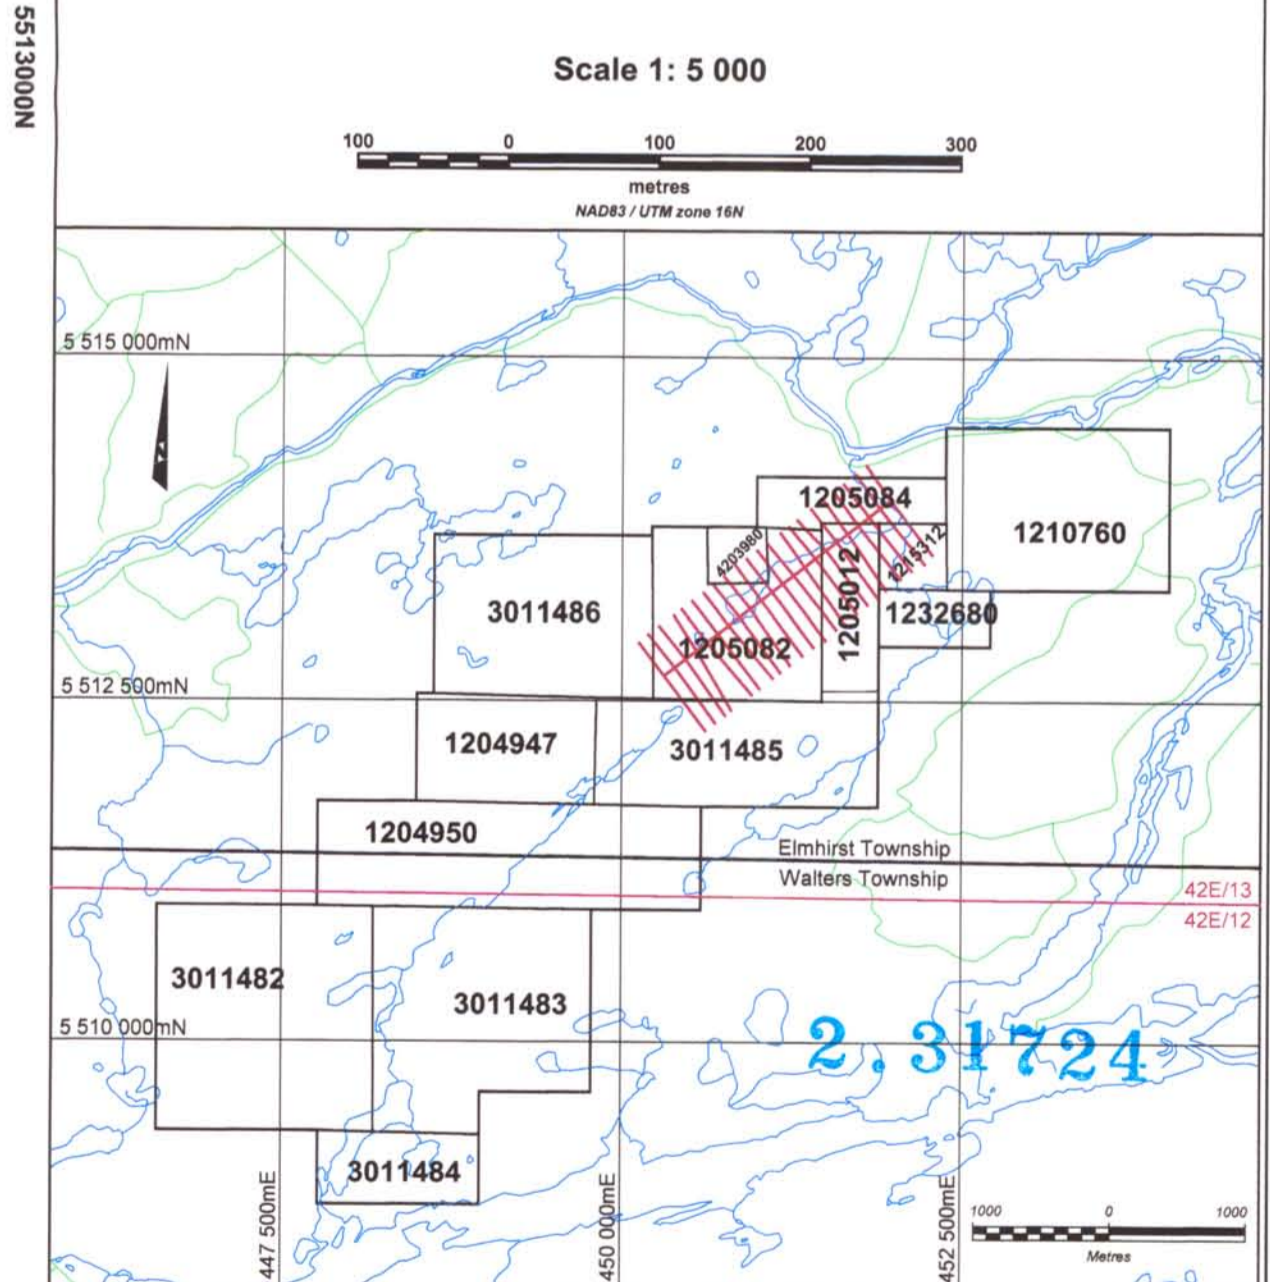 5513000N
Scale 1: 5 000
100 0 100 200 300
metres
NAD83 / UTM zone 16N
5 515 000mN
N
1205084
1210760
4203980
1215312
3011486
1205012
1232680
1205082
5 512 500mN
1204947
3011485
1204950
Elmhirst Township
Walters Township
42E/13
42E/12
3011482
3011483
5 510 000mN
2.31724
3011484
447 500mE
450 000mE
452 500mE
1000 0 1000
Metres